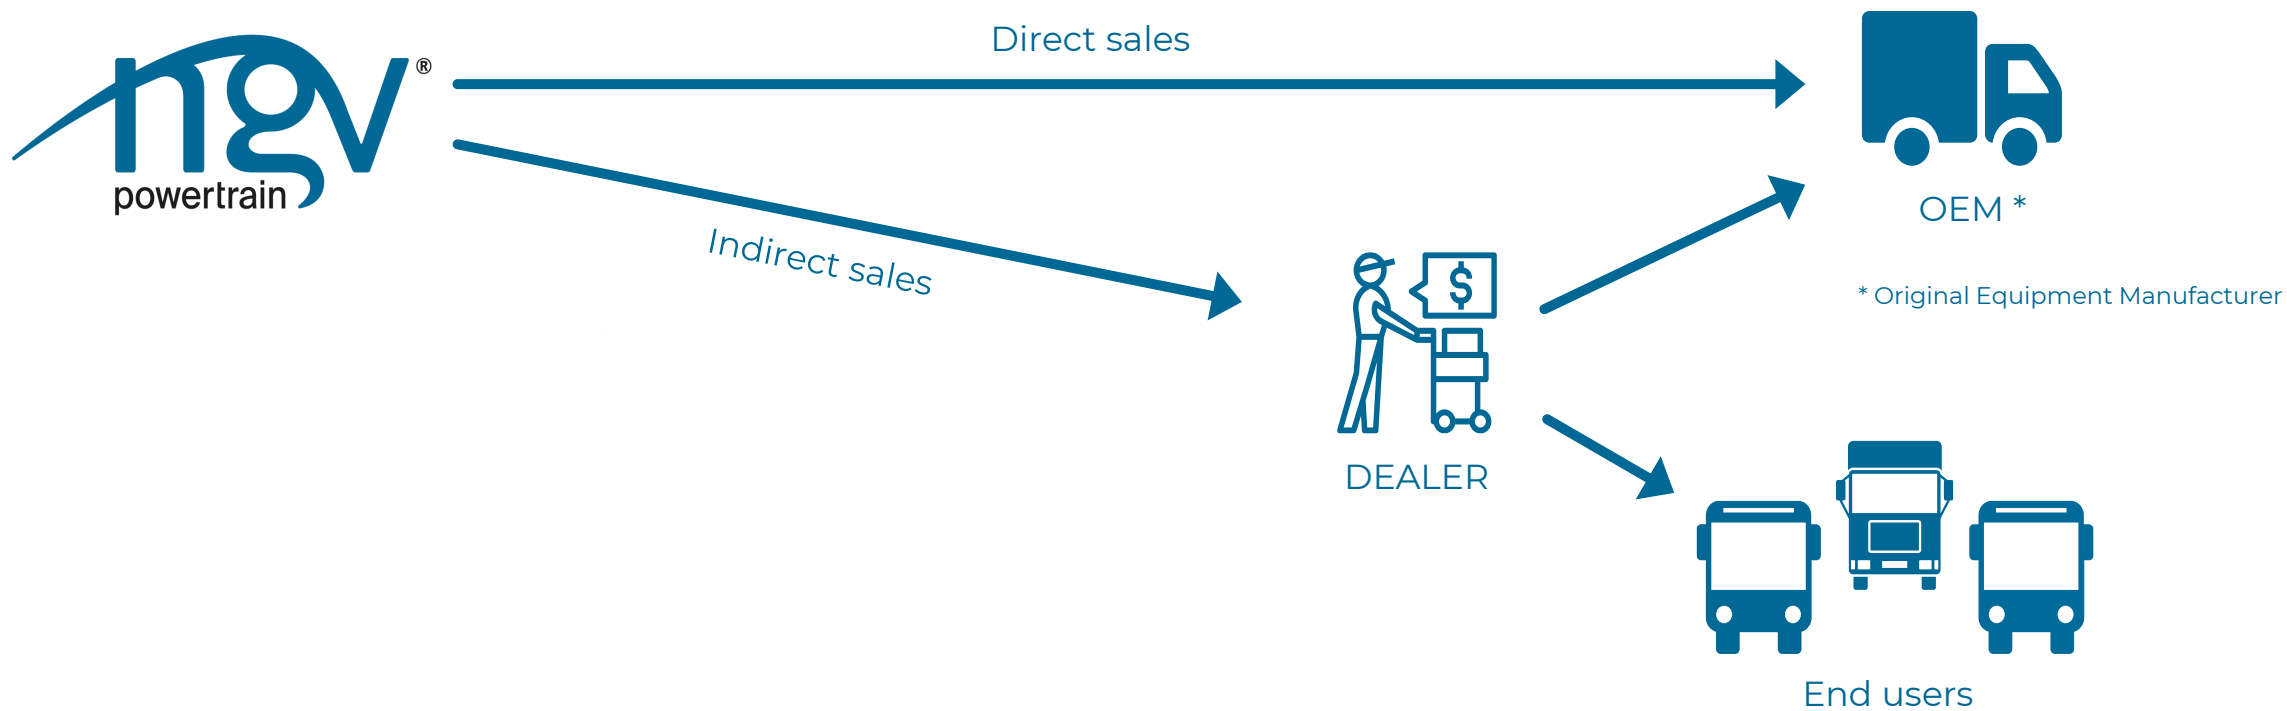 Direct sales
ngv®
powertrain
Indirect sales
OEM *
* Original Equipment Manufacturer
$
DEALER
End users